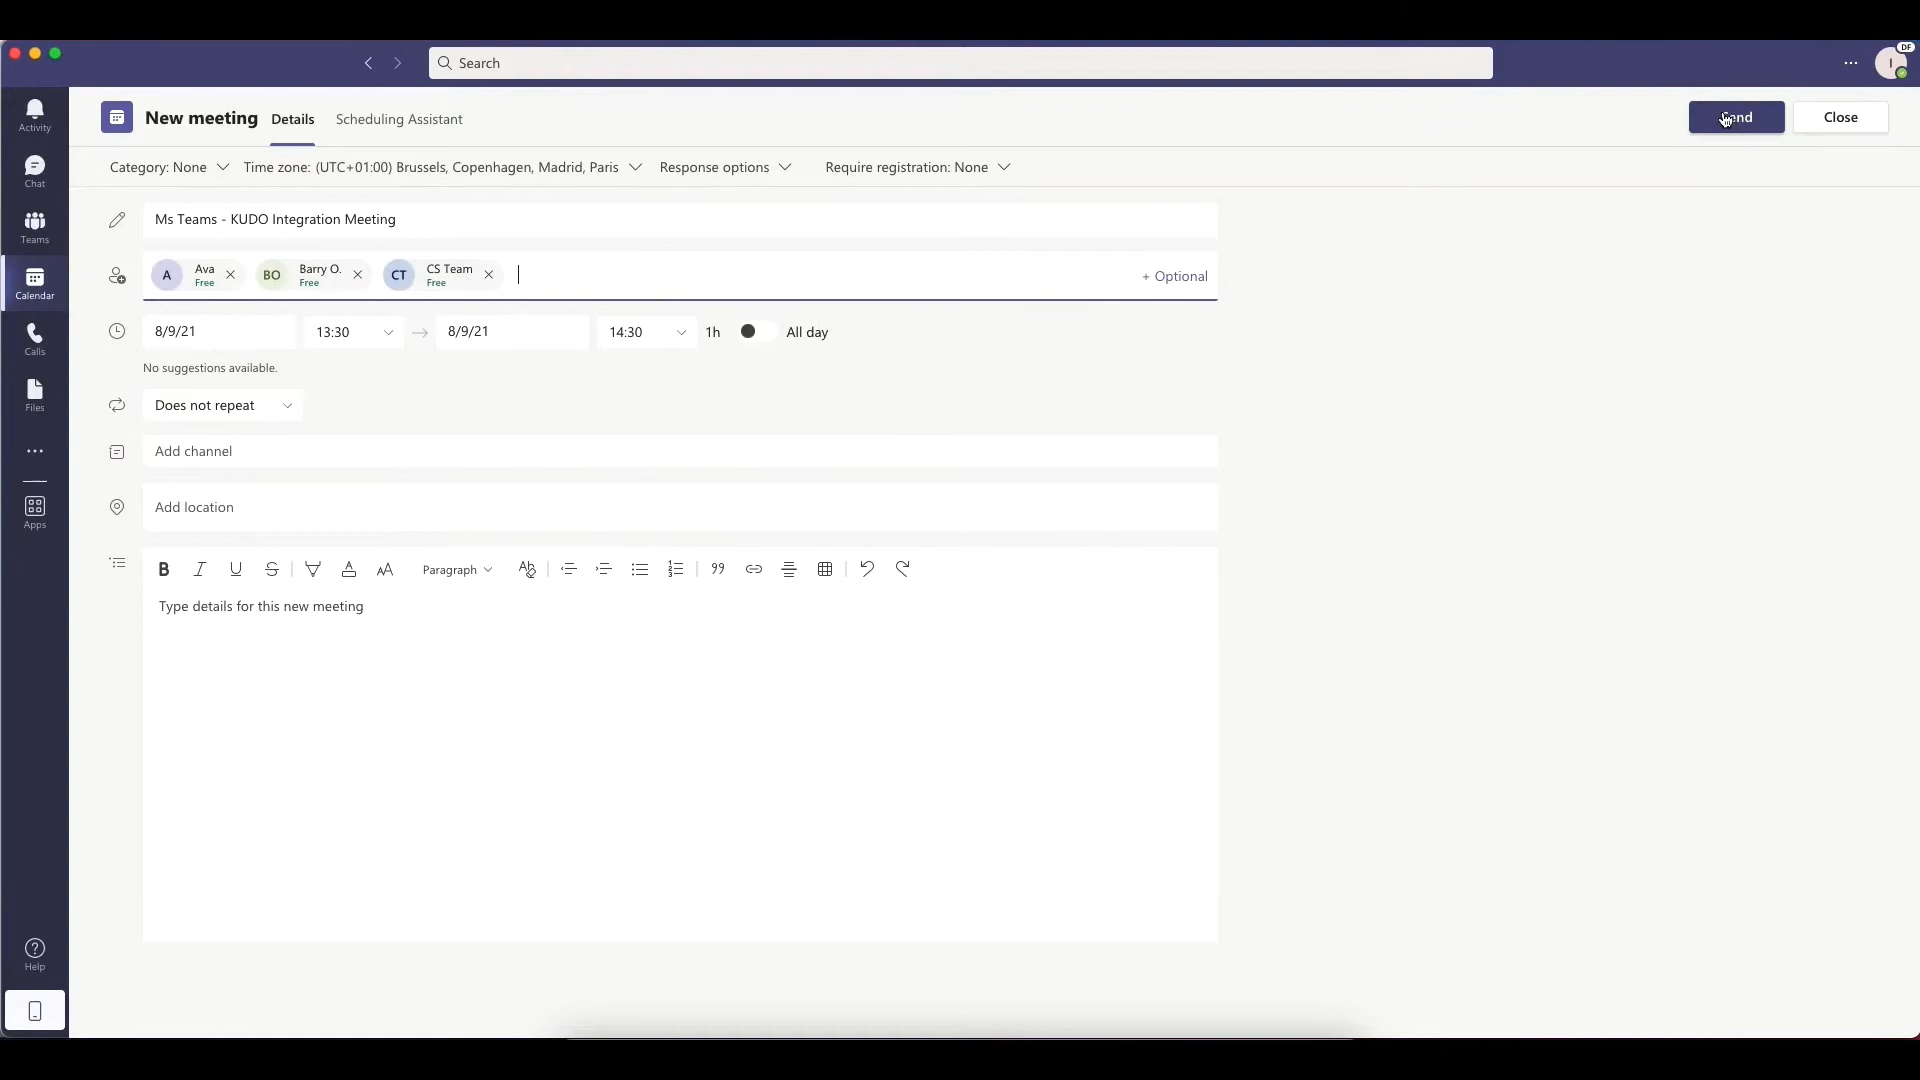 Search
DF
I
Activity
Chat
Teams
Calendar
Calls
Files
Apps
Help
New meeting
Details
Scheduling Assistant
Close
Category: None
Time zone: (UTC+01:00) Brussels, Copenhagen, Madrid, Paris
Response options
Require registration: None
Ms Teams - KUDO Integration Meeting
A Ava Free
BO Barry O. Free
CT CS Team Free
+ Optional
8/9/21 13:30 8/9/21 14:30 1h All day
No suggestions available.
Does not repeat
Add channel
Add location
Paragraph
Type details for this new meeting